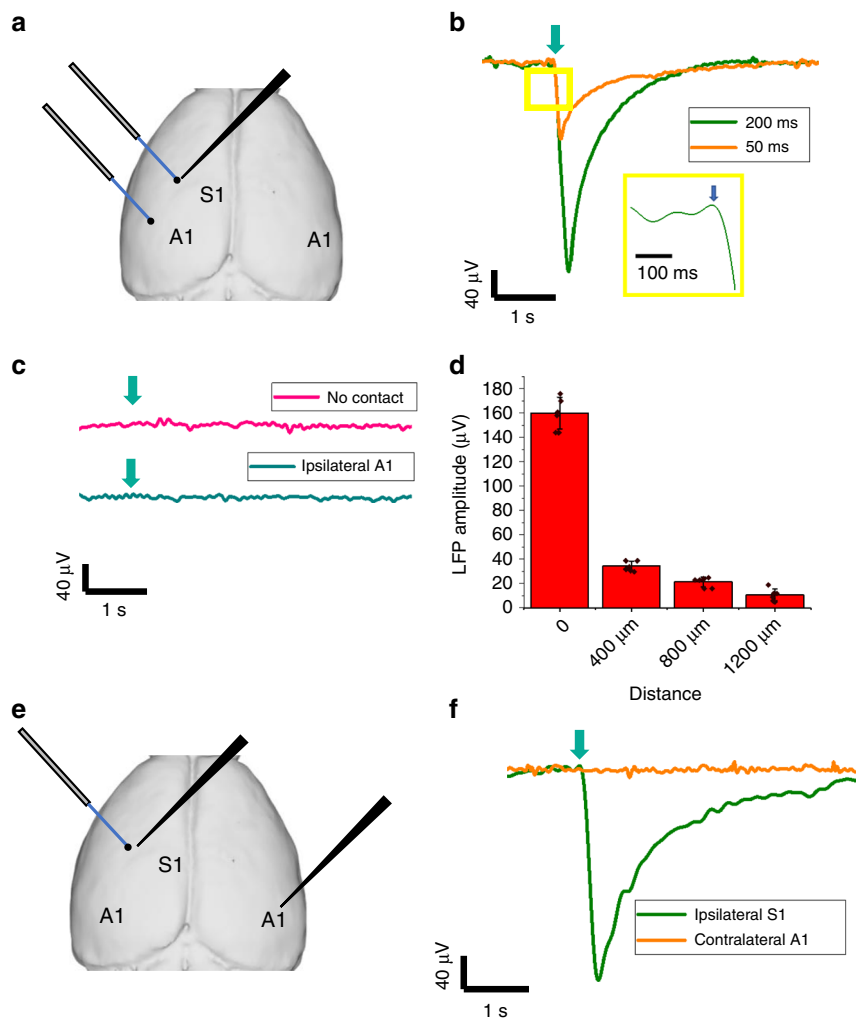 a
S1
A1
A1
b
200 ms
50 ms
100 ms
40 µV
1 s
c
No contact
Ipsilateral A1
40 µV
1 s
d
LFP amplitude (µV)
180
160
140
120
100
80
60
40
20
0
0
400 µm
800 µm
1200 µm
Distance
e
S1
A1
A1
f
Ipsilateral S1
Contralateral A1
40 µV
1 s